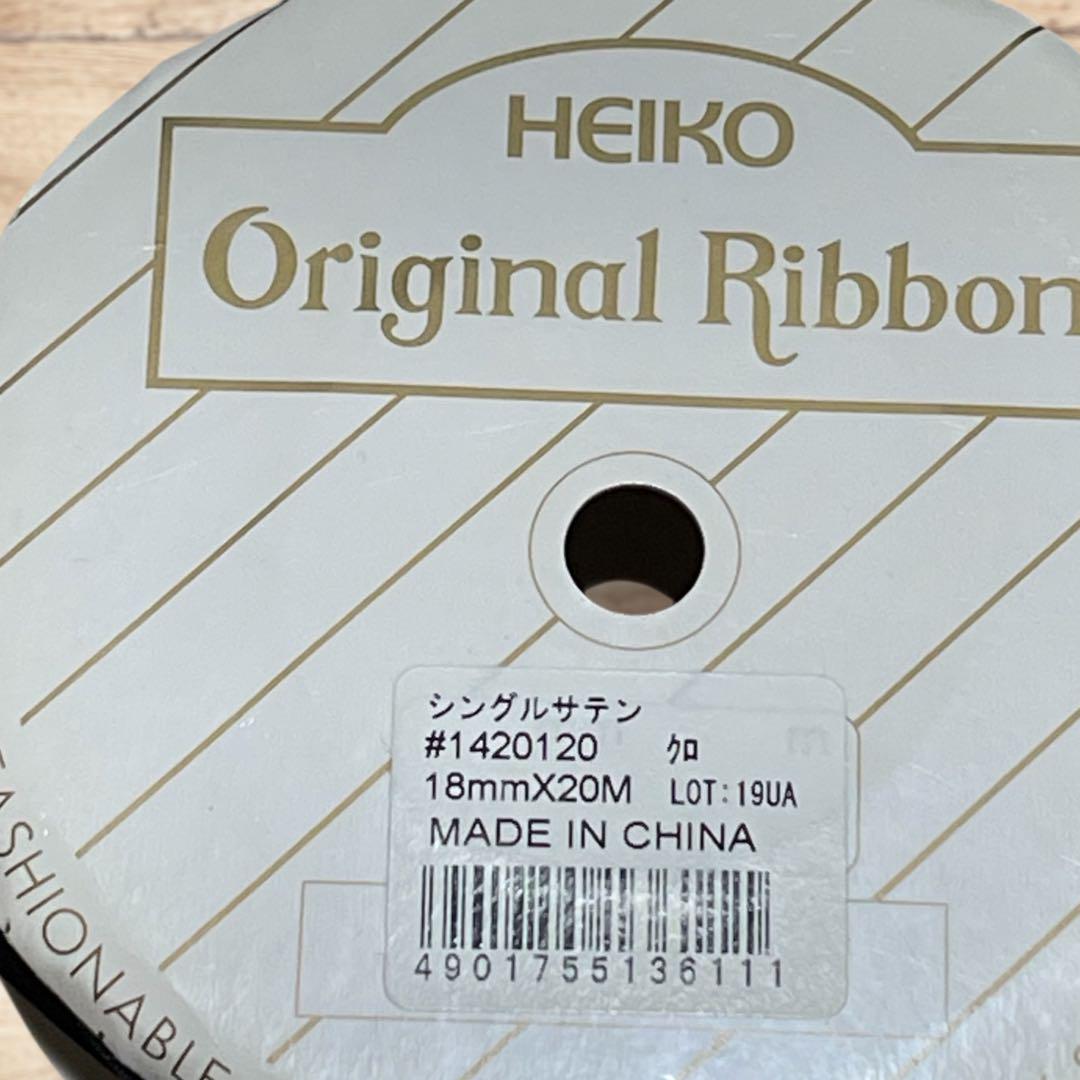 HEIKO
Original Ribbon
シングルサテン
#1420120 クロ
18mmX20M LOT:19UA
MADE IN CHINA
4901755136111
FASHIONABLE